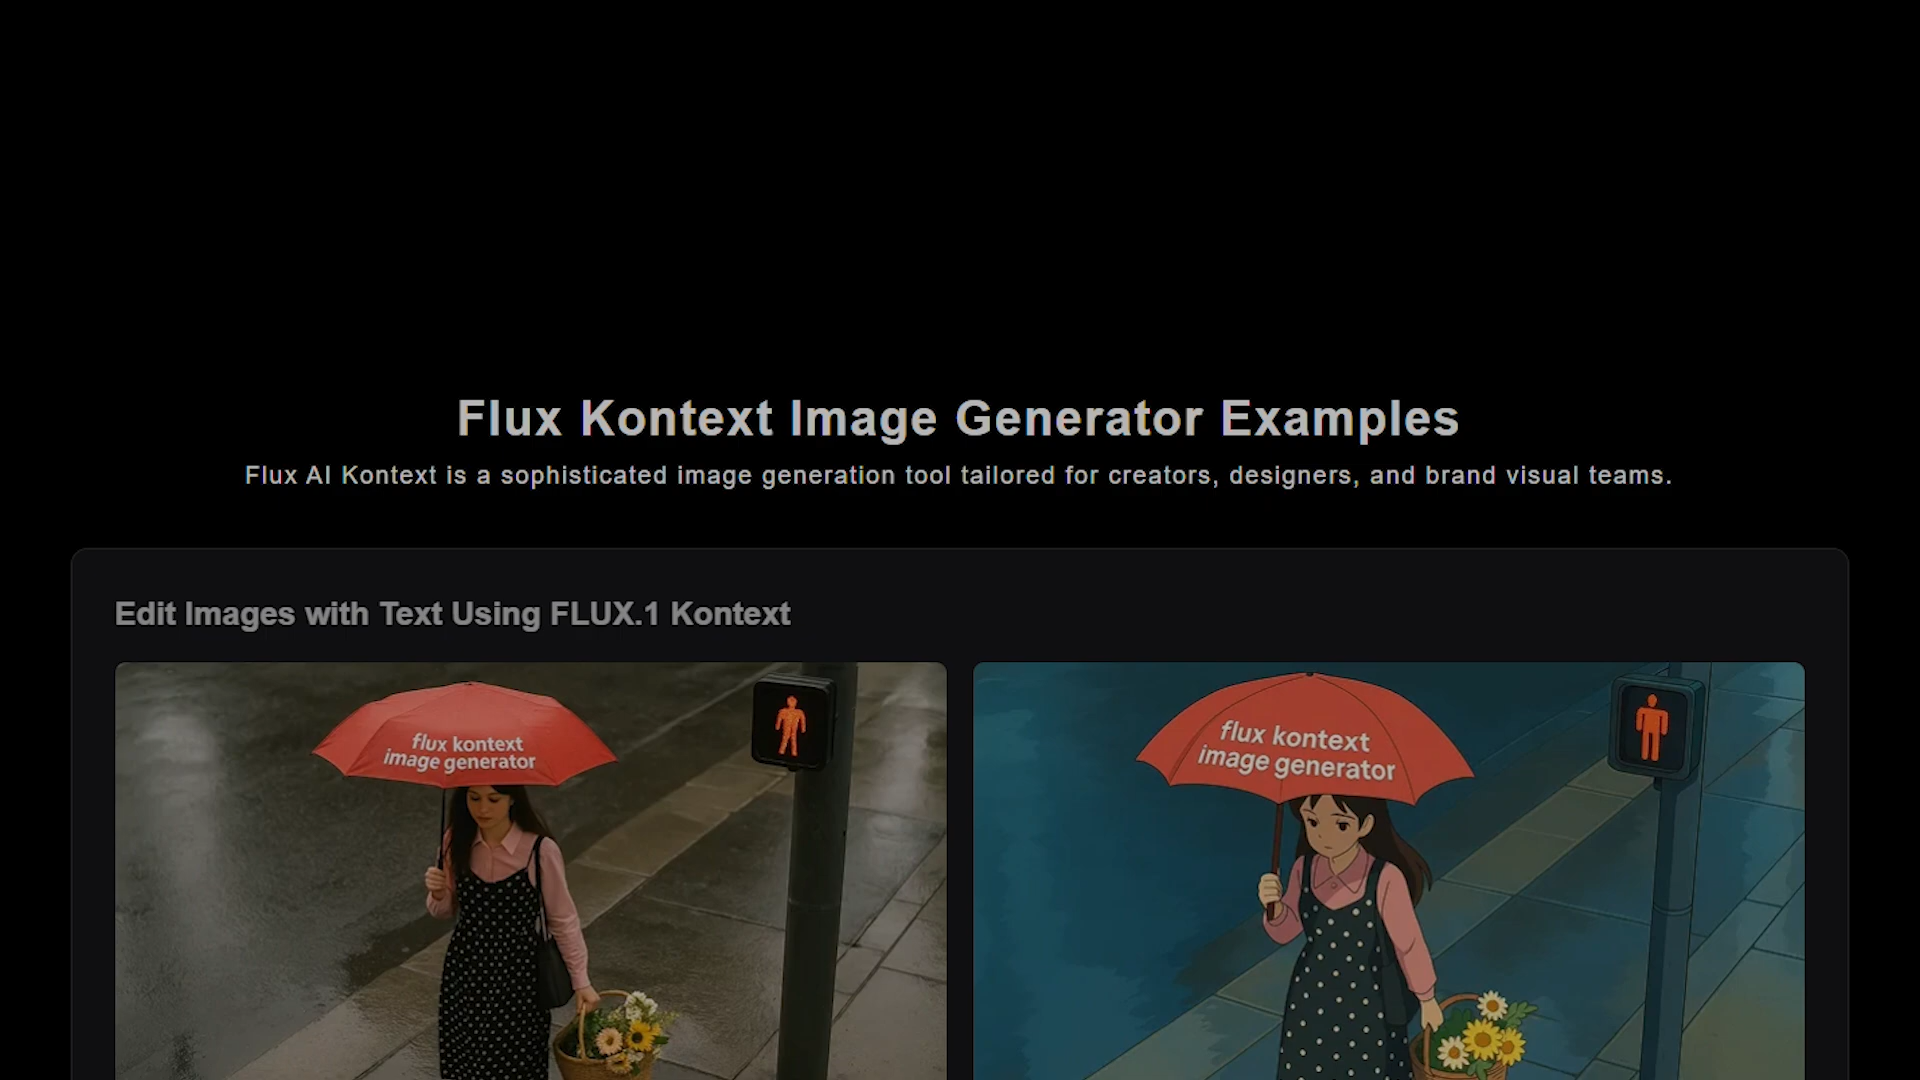 Flux Kontext Image Generator Examples
Flux AI Kontext is a sophisticated image generation tool tailored for creators, designers, and brand visual teams.
Edit Images with Text Using FLUX.1 Kontext
flux kontext
image generator
flux kontext
image generator